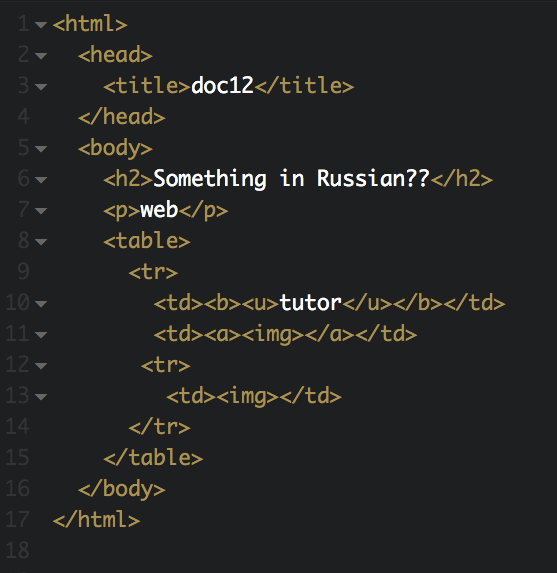 1 <html>
2 <head>
3 <title>doc12</title>
4 </head>
5 <body>
6 <h2>Something in Russian??</h2>
7 <p>web</p>
8 <table>
9 <tr>
10 <td><b><u>tutor</u></b></td>
11 <td><a><img></a></td>
12 <tr>
13 <td><img></td>
14 </tr>
15 </table>
16 </body>
17 </html>
18